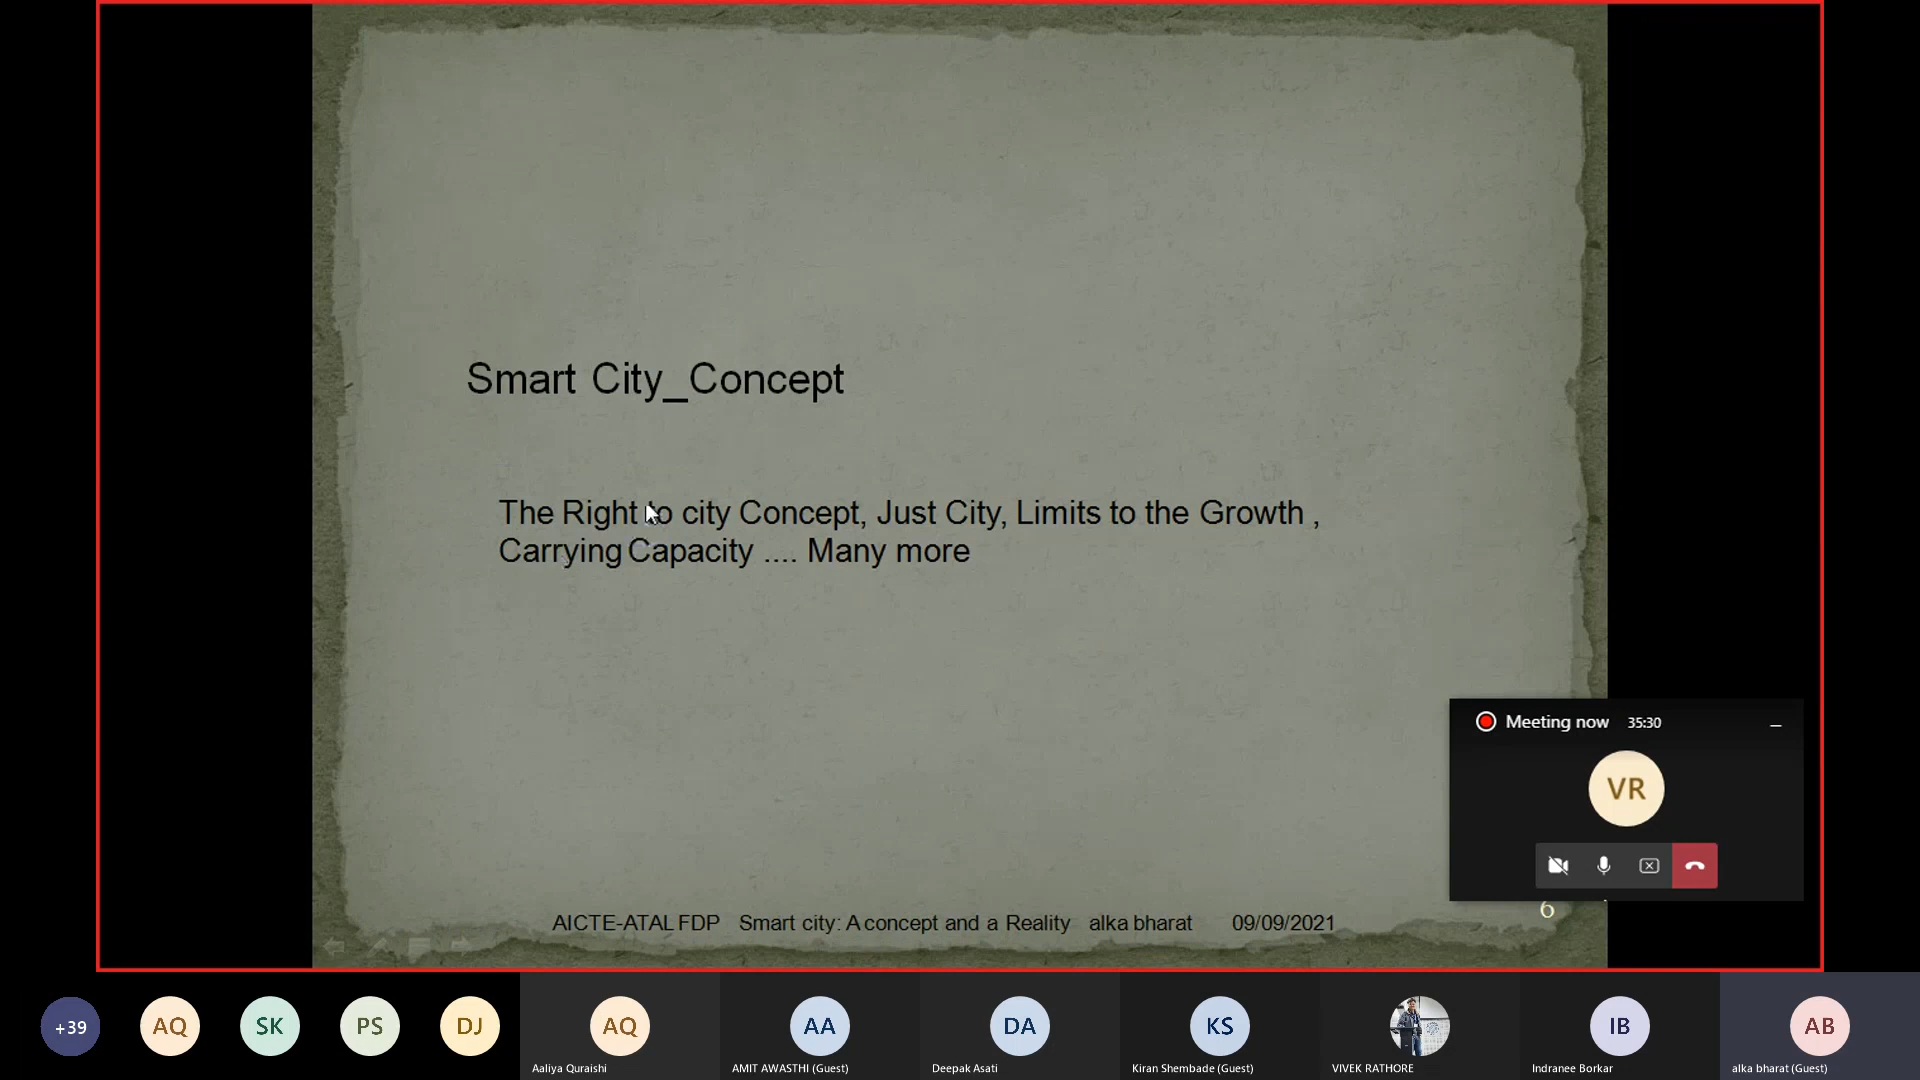 Smart City_Concept
The Right to city Concept, Just City, Limits to the Growth ,
Carrying Capacity .... Many more
Meeting now 35:30
VR
6
AICTE-ATAL FDP Smart city: A concept and a Reality alka bharat 09/09/2021
+39 AQ SK PS DJ AQ AA DA KS IB AB
Aaliya Quraishi AMIT AWASTHI (Guest) Deepak Asati Kiran Shembade (Guest) VIVEK RATHORE Indranee Borkar alka bharat (Guest)